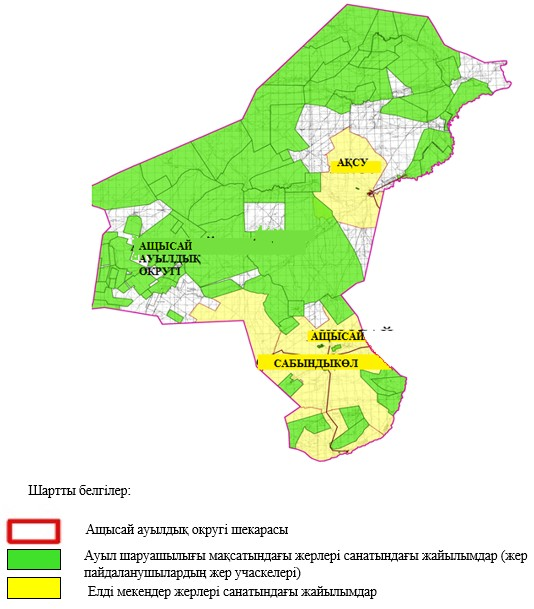 АҚСУ
АЩЫСАЙ
АУЫЛДЫҚ
ОКРУГІ
АЩЫСАЙ
САБЫНДЫКӨЛ
Шартты белгілер:
Ащысай ауылдық округі шекарасы
Ауыл шаруашылығы мақсатындағы жерлері санатындағы жайылымдар (жер
пайдаланушылардың жер учаскелері)
Елді мекендер жерлері санатындағы жайылымдар